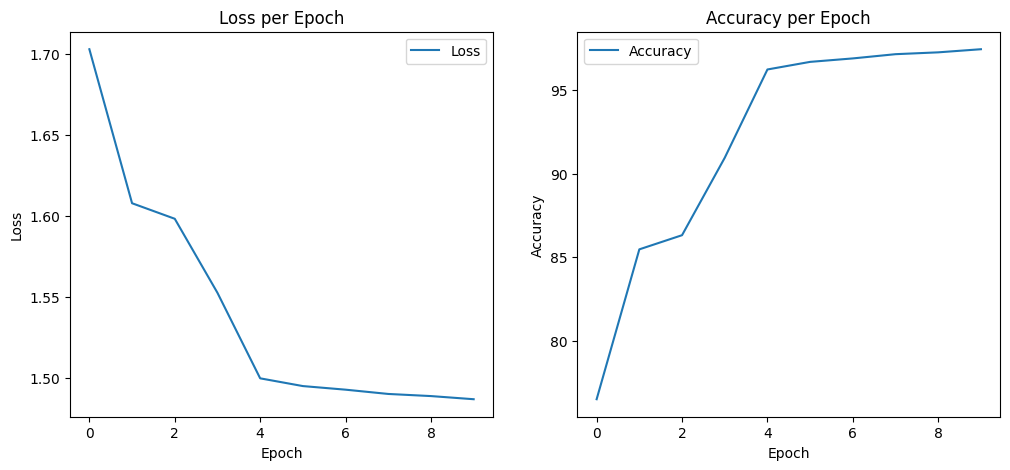 Loss per Epoch
Loss
1.70
1.65
1.60
1.55
1.50
Loss
0 2 4 6 8
Epoch
Accuracy per Epoch
Accuracy
95
90
85
80
Accuracy
0 2 4 6 8
Epoch